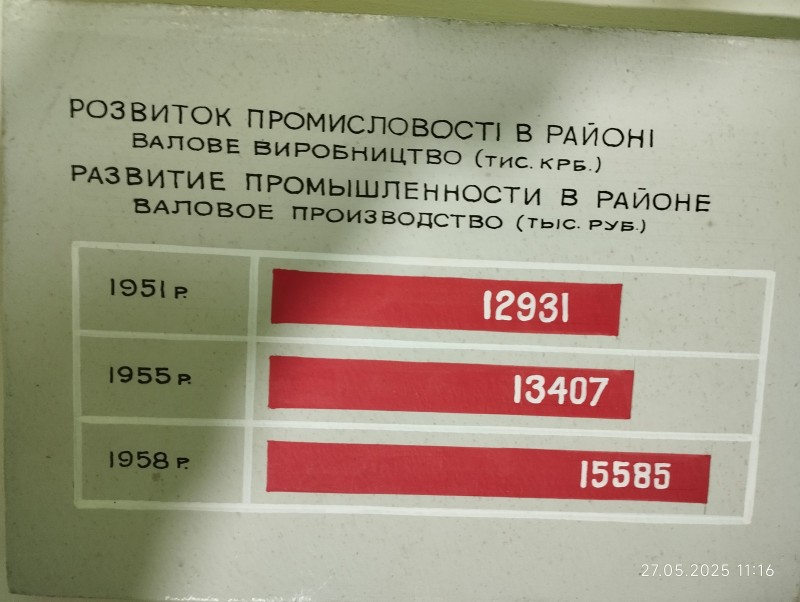 РОЗВИТОК ПРОМИСЛОВОСТІ В РАЙОНІ
ВАЛОВЕ ВИРОБНИЦТВО (ТИС. КРБ.)
РАЗВИТИЕ ПРОМЫШЛЕННОСТИ В РАЙОНЕ
ВАЛОВОЕ ПРОИЗВОДСТВО (ТЫС. РУБ.)
1951 Р. 12931
1955 Р. 13407
1958 Р. 15585
27.05.2025 11:16